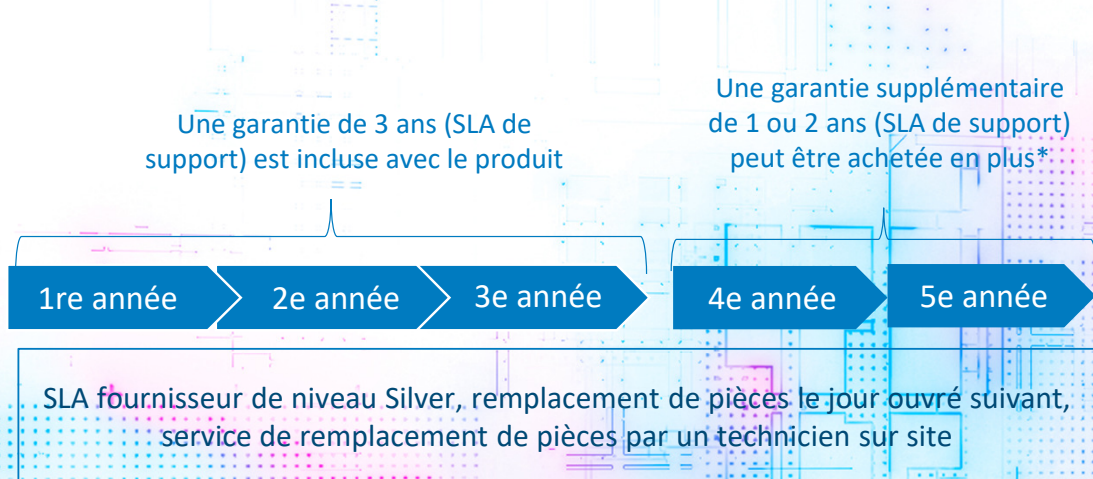 Une garantie de 3 ans (SLA de
support) est incluse avec le produit
Une garantie supplémentaire
de 1 ou 2 ans (SLA de support)
peut être achetée en plus*
1re année
2e année
3e année
4e année
5e année
SLA fournisseur de niveau Silver, remplacement de pièces le jour ouvré suivant,
service de remplacement de pièces par un technicien sur site